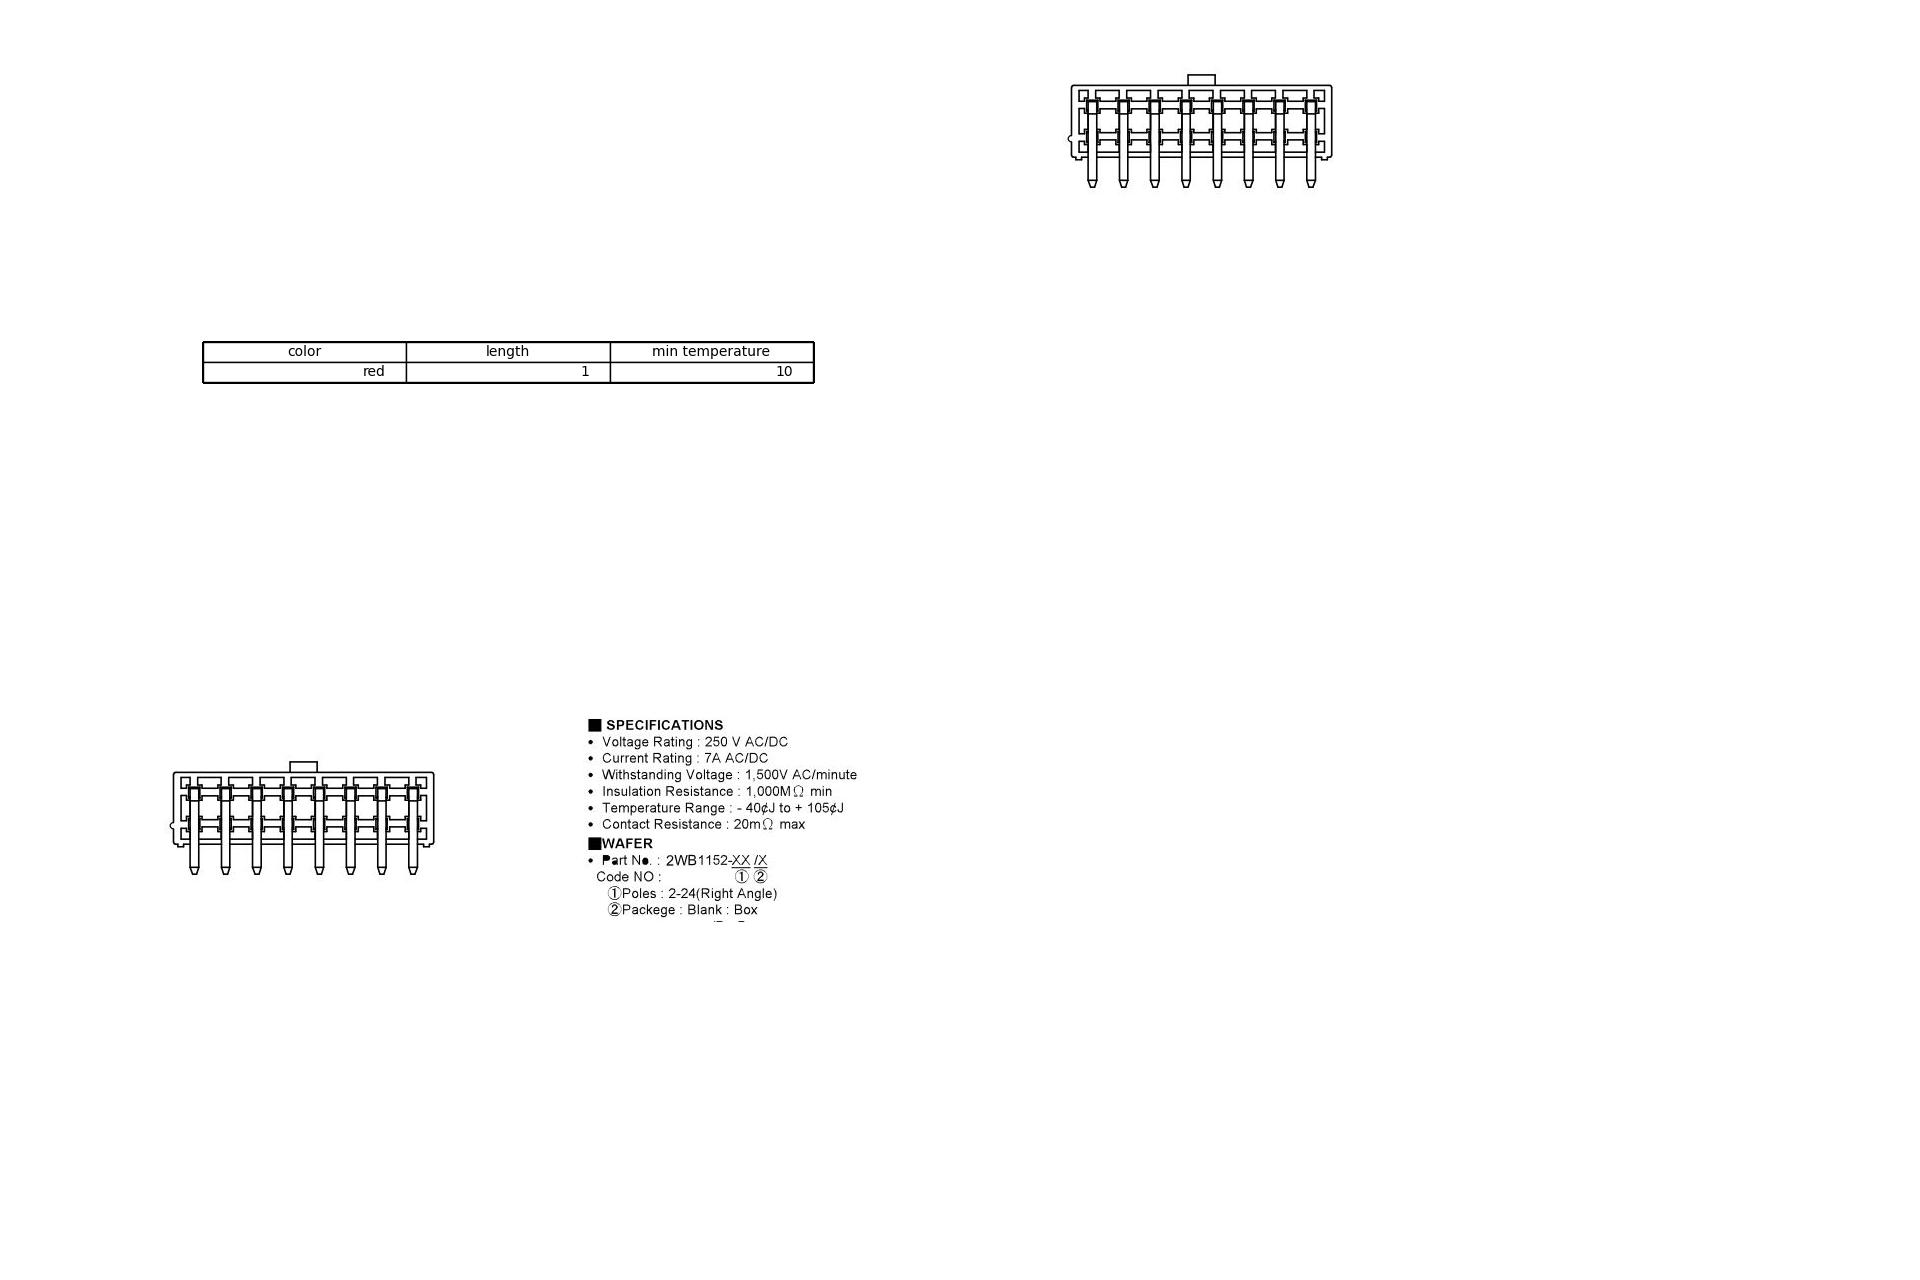 color length min temperature
red 1 10
■ SPECIFICATIONS
• Voltage Rating : 250 V AC/DC
• Current Rating : 7A AC/DC
• Withstanding Voltage : 1,500V AC/minute
• Insulation Resistance : 1,000MΩ min
• Temperature Range : - 40¢J to + 105¢J
• Contact Resistance : 20mΩ max
■WAFER
• Part No. : 2WB1152-XX /X
Code NO : ① ②
①Poles : 2-24(Right Angle)
②Packege : Blank : Box